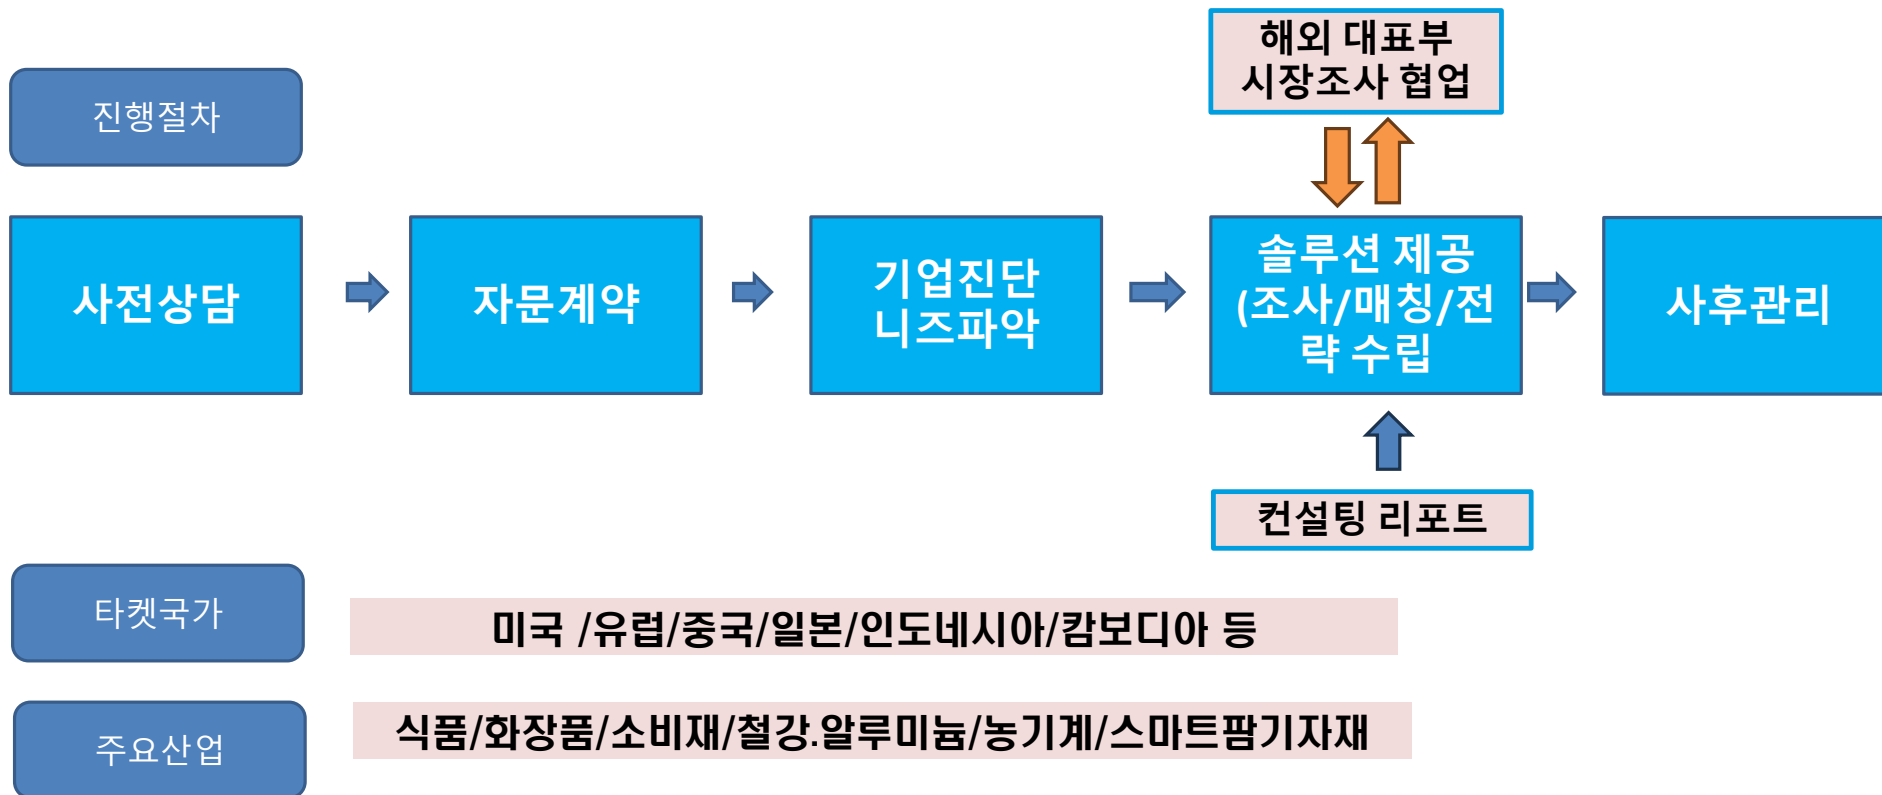 해외 대표부
시장조사 협업
진행절차
사전상담
자문계약
기업진단
니즈파악
솔루션 제공
(조사/매칭/전
략 수립
사후관리
컨설팅 리포트
타켓국가
미국 /유럽/중국/일본/인도네시아/캄보디아 등
주요산업
식품/화장품/소비재/철강.알루미늄/농기계/스마트팜기자재